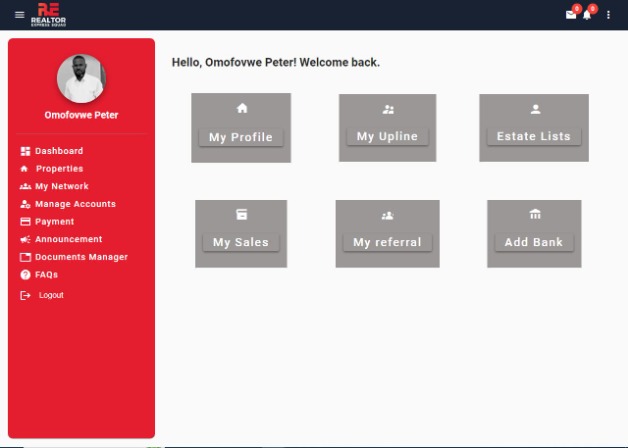 RE
REALTOR
EXPRESS SQUAD
0
0
Omofovwe Peter
Dashboard
Properties
My Network
Manage Accounts
Payment
Announcement
Documents Manager
FAQs
Logout
Hello, Omofovwe Peter! Welcome back.
My Profile
My Upline
Estate Lists
My Sales
My referral
Add Bank